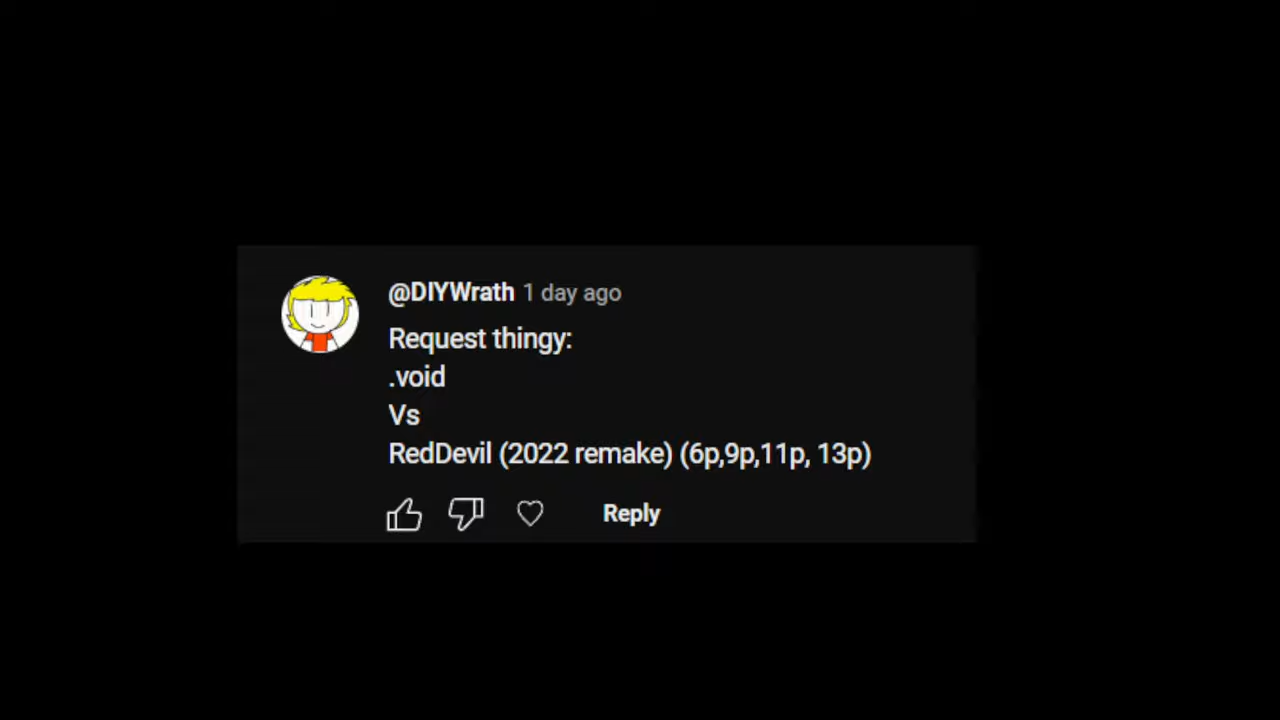 @DIYWrath 1 day ago
Request thingy:
.void
Vs
RedDevil (2022 remake) (6p,9p,11p, 13p)
Reply